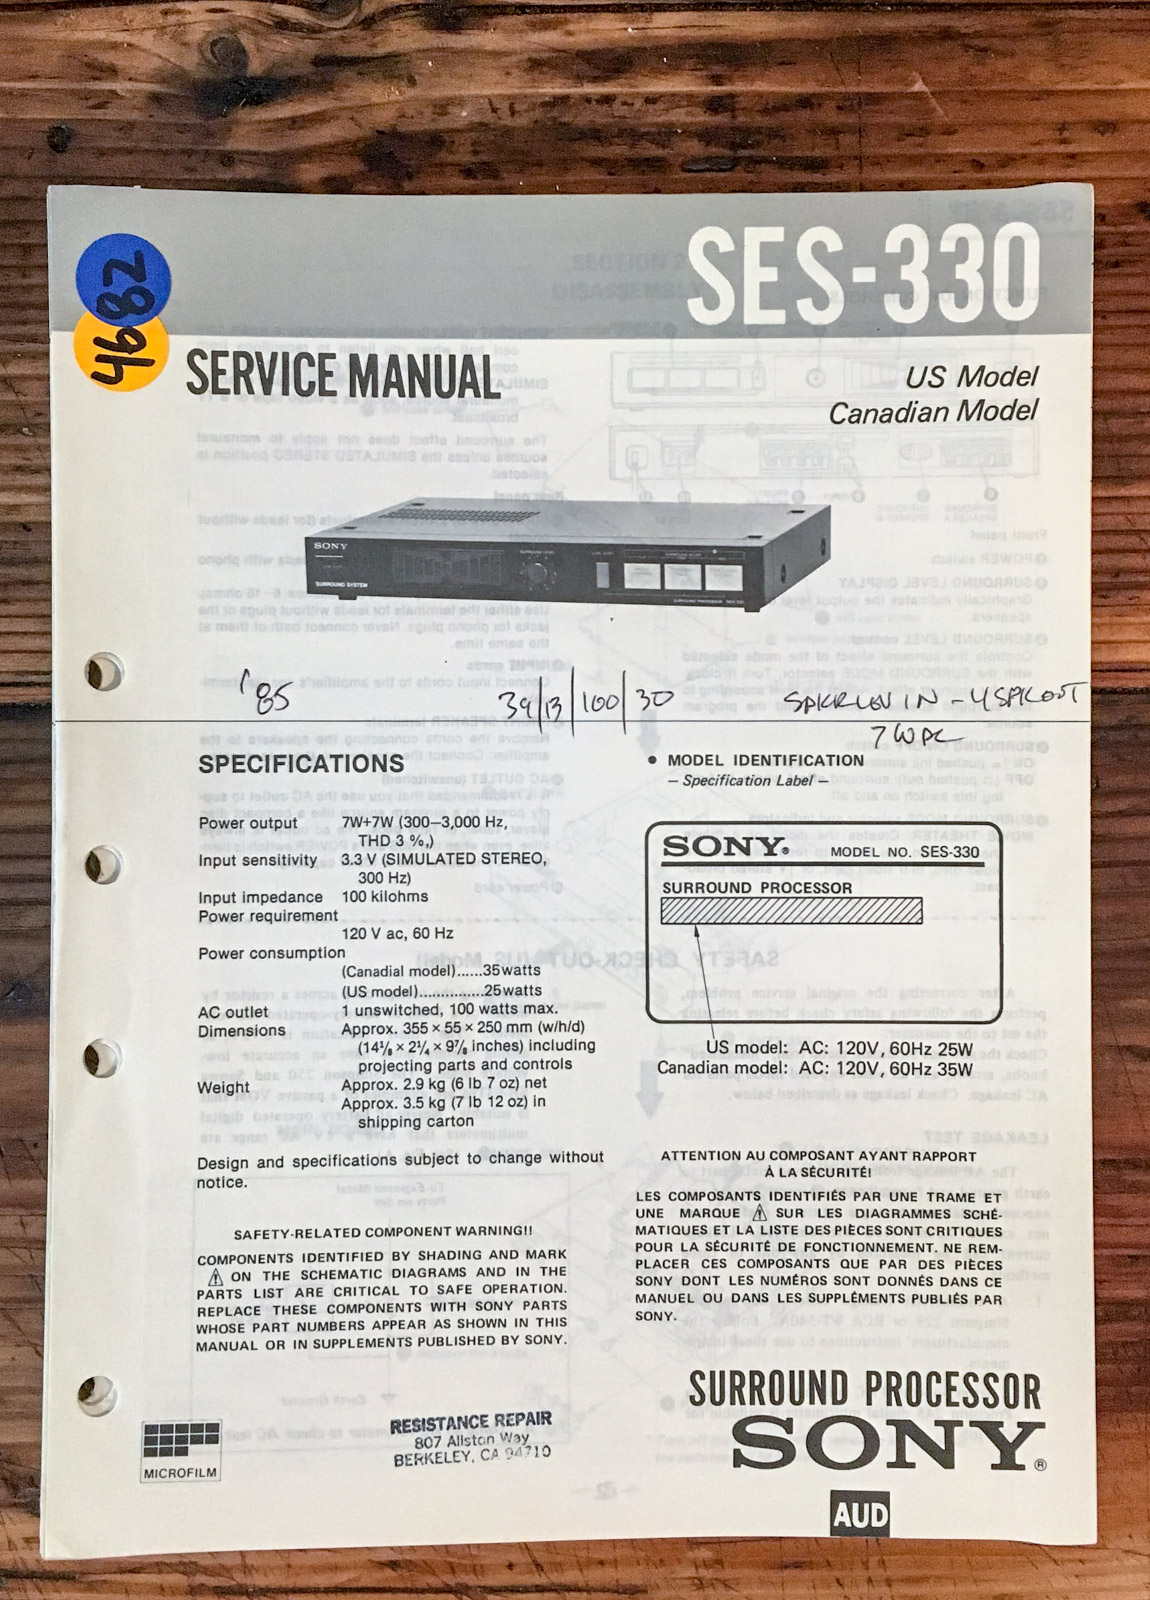 SES-330
28
46
SERVICE MANUAL
US Model
Canadian Model
SONY
SURROUND SYSTEM
'85
39/13/100/30
SPKRLEV IN - 4SPKOUT
7WPC
SPECIFICATIONS
Power output 7W+7W (300–3,000 Hz,
THD 3 %,)
Input sensitivity 3.3 V (SIMULATED STEREO,
300 Hz)
Input impedance 100 kilohms
Power requirement
120 V ac, 60 Hz
Power consumption
(Canadial model)......35watts
(US model)...............25watts
AC outlet 1 unswitched, 100 watts max.
Dimensions Approx. 355 × 55 × 250 mm (w/h/d)
(14⅛ × 2¼ × 9⅞ inches) including
projecting parts and controls
Weight Approx. 2.9 kg (6 lb 7 oz) net
Approx. 3.5 kg (7 lb 12 oz) in
shipping carton
Design and specifications subject to change without
notice.
SAFETY-RELATED COMPONENT WARNING!!
COMPONENTS IDENTIFIED BY SHADING AND MARK
⚠ ON THE SCHEMATIC DIAGRAMS AND IN THE
PARTS LIST ARE CRITICAL TO SAFE OPERATION.
REPLACE THESE COMPONENTS WITH SONY PARTS
WHOSE PART NUMBERS APPEAR AS SHOWN IN THIS
MANUAL OR IN SUPPLEMENTS PUBLISHED BY SONY.
• MODEL IDENTIFICATION
– Specification Label –
SONY® MODEL NO. SES-330
SURROUND PROCESSOR
US model: AC: 120V, 60Hz 25W
Canadian model: AC: 120V, 60Hz 35W
ATTENTION AU COMPOSANT AYANT RAPPORT
À LA SÉCURITÉ!
LES COMPOSANTS IDENTIFIÉS PAR UNE TRAME ET
UNE MARQUE ⚠ SUR LES DIAGRAMMES SCHÉ-
MATIQUES ET LA LISTE DES PIÈCES SONT CRITIQUES
POUR LA SÉCURITÉ DE FONCTIONNEMENT. NE REM-
PLACER CES COMPOSANTS QUE PAR DES PIÈCES
SONY DONT LES NUMÉROS SONT DONNÉS DANS CE
MANUEL OU DANS LES SUPPLÉMENTS PUBLIÉS PAR
SONY.
MICROFILM
RESISTANCE REPAIR
807 Allston Way
BERKELEY, CA 94710
SURROUND PROCESSOR
SONY®
AUD